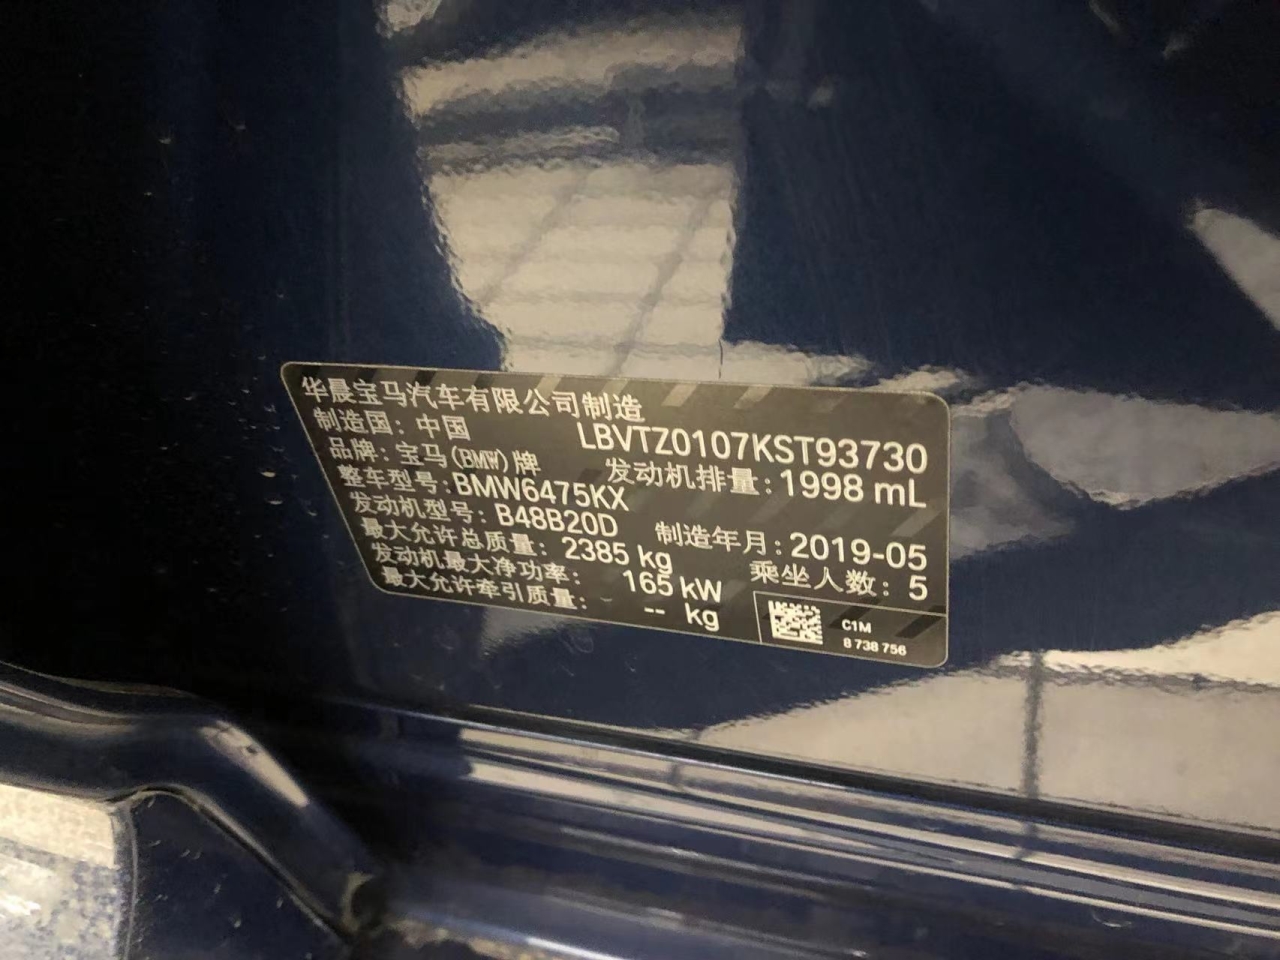 华晨宝马汽车有限公司制造
制造国: 中国
LBVTZ0107KST93730
品牌: 宝马(BMW)牌
发动机排量: 1998 mL
整车型号: BMW6475KX
发动机型号: B48B20D
制造年月: 2019-05
最大允许总质量: 2385 kg
乘坐人数: 5
发动机最大净功率: 165 kW
最大允许牵引质量: -- kg
C1M
8 738 756